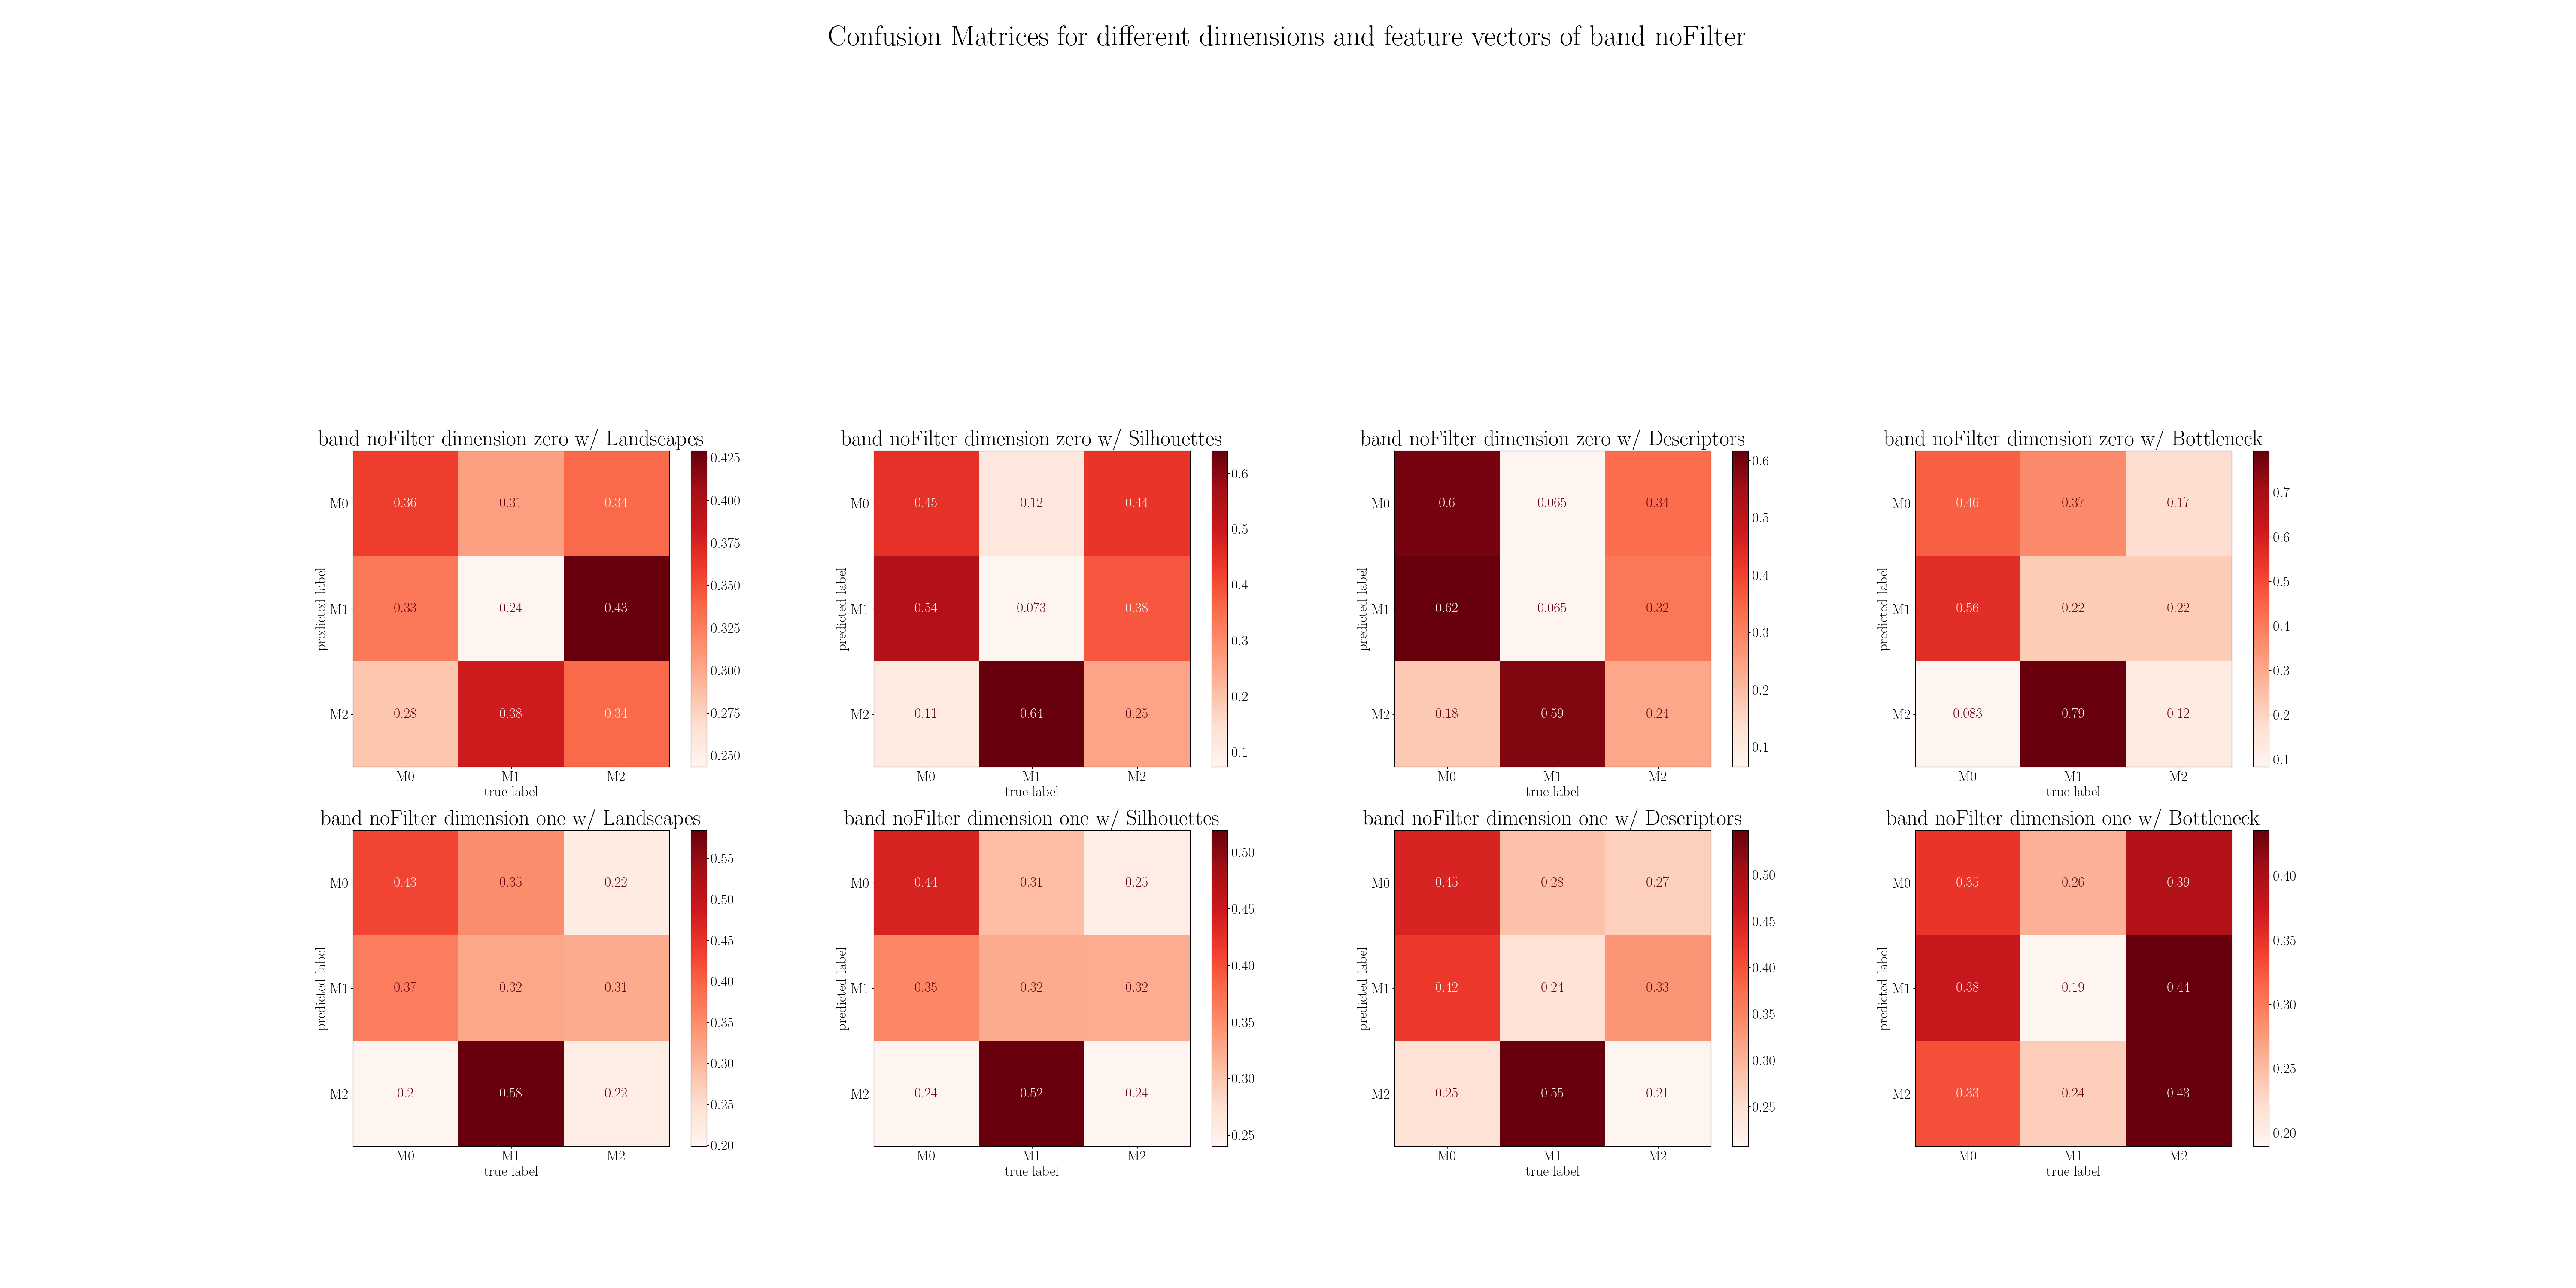 Confusion Matrices for different dimensions and feature vectors of band noFilter
band noFilter dimension zero w/ Landscapes
M0 0.36 0.31 0.34
M1 0.33 0.24 0.43
M2 0.28 0.38 0.34
M0 M1 M2
true label
predicted label
0.425
0.400
0.375
0.350
0.325
0.300
0.275
0.250
band noFilter dimension zero w/ Silhouettes
M0 0.45 0.12 0.44
M1 0.54 0.073 0.38
M2 0.11 0.64 0.25
M0 M1 M2
true label
predicted label
0.6
0.5
0.4
0.3
0.2
0.1
band noFilter dimension zero w/ Descriptors
M0 0.6 0.065 0.34
M1 0.62 0.065 0.32
M2 0.18 0.59 0.24
M0 M1 M2
true label
predicted label
0.6
0.5
0.4
0.3
0.2
0.1
band noFilter dimension zero w/ Bottleneck
M0 0.46 0.37 0.17
M1 0.56 0.22 0.22
M2 0.083 0.79 0.12
M0 M1 M2
true label
predicted label
0.7
0.6
0.5
0.4
0.3
0.2
0.1
band noFilter dimension one w/ Landscapes
M0 0.43 0.35 0.22
M1 0.37 0.32 0.31
M2 0.2 0.58 0.22
M0 M1 M2
true label
predicted label
0.55
0.50
0.45
0.40
0.35
0.30
0.25
0.20
band noFilter dimension one w/ Silhouettes
M0 0.44 0.31 0.25
M1 0.35 0.32 0.32
M2 0.24 0.52 0.24
M0 M1 M2
true label
predicted label
0.50
0.45
0.40
0.35
0.30
0.25
band noFilter dimension one w/ Descriptors
M0 0.45 0.28 0.27
M1 0.42 0.24 0.33
M2 0.25 0.55 0.21
M0 M1 M2
true label
predicted label
0.50
0.45
0.40
0.35
0.30
0.25
band noFilter dimension one w/ Bottleneck
M0 0.35 0.26 0.39
M1 0.38 0.19 0.44
M2 0.33 0.24 0.43
M0 M1 M2
true label
predicted label
0.40
0.35
0.30
0.25
0.20